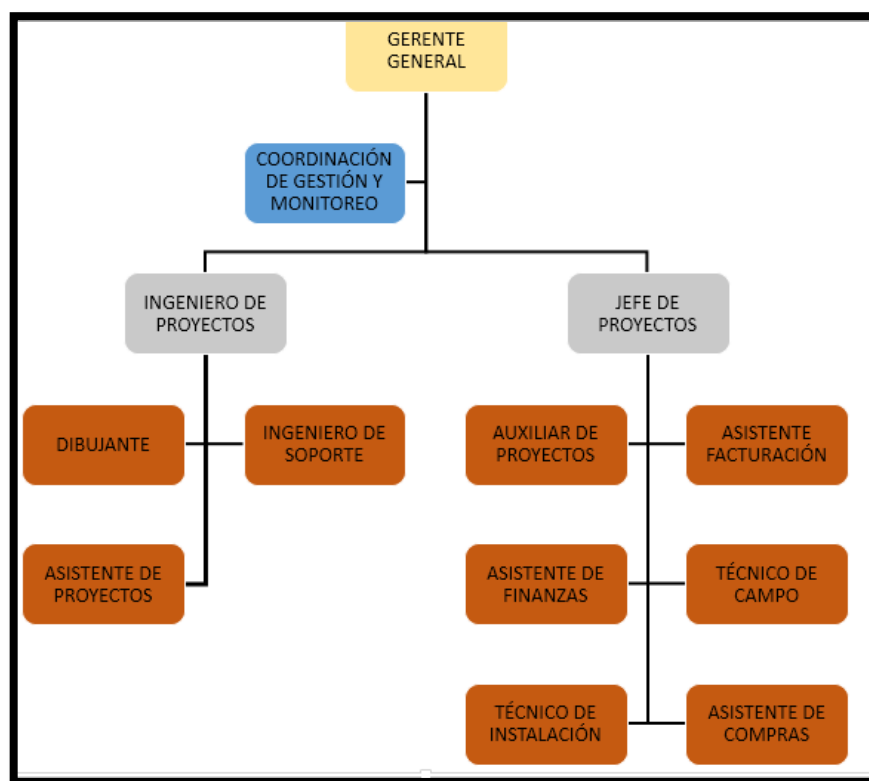 GERENTE
GENERAL
COORDINACIÓN
DE GESTIÓN Y
MONITOREO
INGENIERO DE
PROYECTOS
JEFE DE
PROYECTOS
DIBUJANTE
INGENIERO DE
SOPORTE
AUXILIAR DE
PROYECTOS
ASISTENTE
FACTURACIÓN
ASISTENTE DE
PROYECTOS
ASISTENTE DE
FINANZAS
TÉCNICO DE
CAMPO
TÉCNICO DE
INSTALACIÓN
ASISTENTE DE
COMPRAS